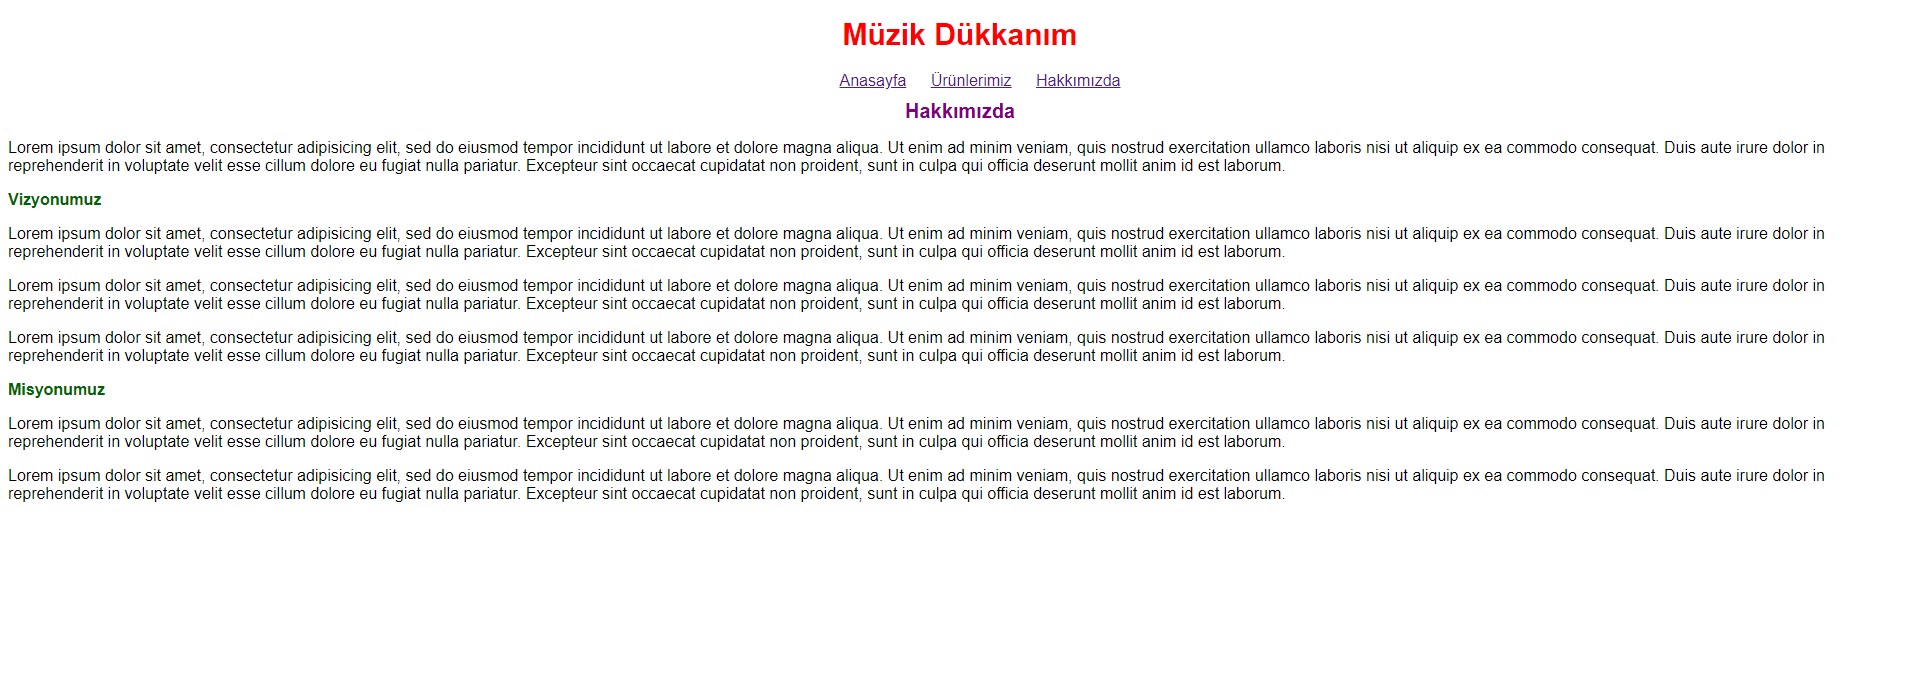 Müzik Dükkanım
Anasayfa Ürünlerimiz Hakkımızda
Hakkımızda
Lorem ipsum dolor sit amet, consectetur adipisicing elit, sed do eiusmod tempor incididunt ut labore et dolore magna aliqua. Ut enim ad minim veniam, quis nostrud exercitation ullamco laboris nisi ut aliquip ex ea commodo consequat. Duis aute irure dolor in
reprehenderit in voluptate velit esse cillum dolore eu fugiat nulla pariatur. Excepteur sint occaecat cupidatat non proident, sunt in culpa qui officia deserunt mollit anim id est laborum.
Vizyonumuz
Lorem ipsum dolor sit amet, consectetur adipisicing elit, sed do eiusmod tempor incididunt ut labore et dolore magna aliqua. Ut enim ad minim veniam, quis nostrud exercitation ullamco laboris nisi ut aliquip ex ea commodo consequat. Duis aute irure dolor in
reprehenderit in voluptate velit esse cillum dolore eu fugiat nulla pariatur. Excepteur sint occaecat cupidatat non proident, sunt in culpa qui officia deserunt mollit anim id est laborum.
Lorem ipsum dolor sit amet, consectetur adipisicing elit, sed do eiusmod tempor incididunt ut labore et dolore magna aliqua. Ut enim ad minim veniam, quis nostrud exercitation ullamco laboris nisi ut aliquip ex ea commodo consequat. Duis aute irure dolor in
reprehenderit in voluptate velit esse cillum dolore eu fugiat nulla pariatur. Excepteur sint occaecat cupidatat non proident, sunt in culpa qui officia deserunt mollit anim id est laborum.
Lorem ipsum dolor sit amet, consectetur adipisicing elit, sed do eiusmod tempor incididunt ut labore et dolore magna aliqua. Ut enim ad minim veniam, quis nostrud exercitation ullamco laboris nisi ut aliquip ex ea commodo consequat. Duis aute irure dolor in
reprehenderit in voluptate velit esse cillum dolore eu fugiat nulla pariatur. Excepteur sint occaecat cupidatat non proident, sunt in culpa qui officia deserunt mollit anim id est laborum.
Misyonumuz
Lorem ipsum dolor sit amet, consectetur adipisicing elit, sed do eiusmod tempor incididunt ut labore et dolore magna aliqua. Ut enim ad minim veniam, quis nostrud exercitation ullamco laboris nisi ut aliquip ex ea commodo consequat. Duis aute irure dolor in
reprehenderit in voluptate velit esse cillum dolore eu fugiat nulla pariatur. Excepteur sint occaecat cupidatat non proident, sunt in culpa qui officia deserunt mollit anim id est laborum.
Lorem ipsum dolor sit amet, consectetur adipisicing elit, sed do eiusmod tempor incididunt ut labore et dolore magna aliqua. Ut enim ad minim veniam, quis nostrud exercitation ullamco laboris nisi ut aliquip ex ea commodo consequat. Duis aute irure dolor in
reprehenderit in voluptate velit esse cillum dolore eu fugiat nulla pariatur. Excepteur sint occaecat cupidatat non proident, sunt in culpa qui officia deserunt mollit anim id est laborum.